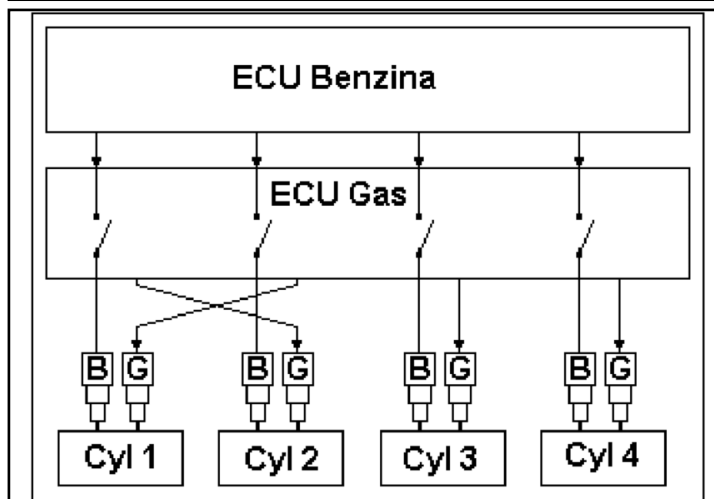 ECU Benzina
ECU Gas
B G B G B G B G
Cyl 1 Cyl 2 Cyl 3 Cyl 4